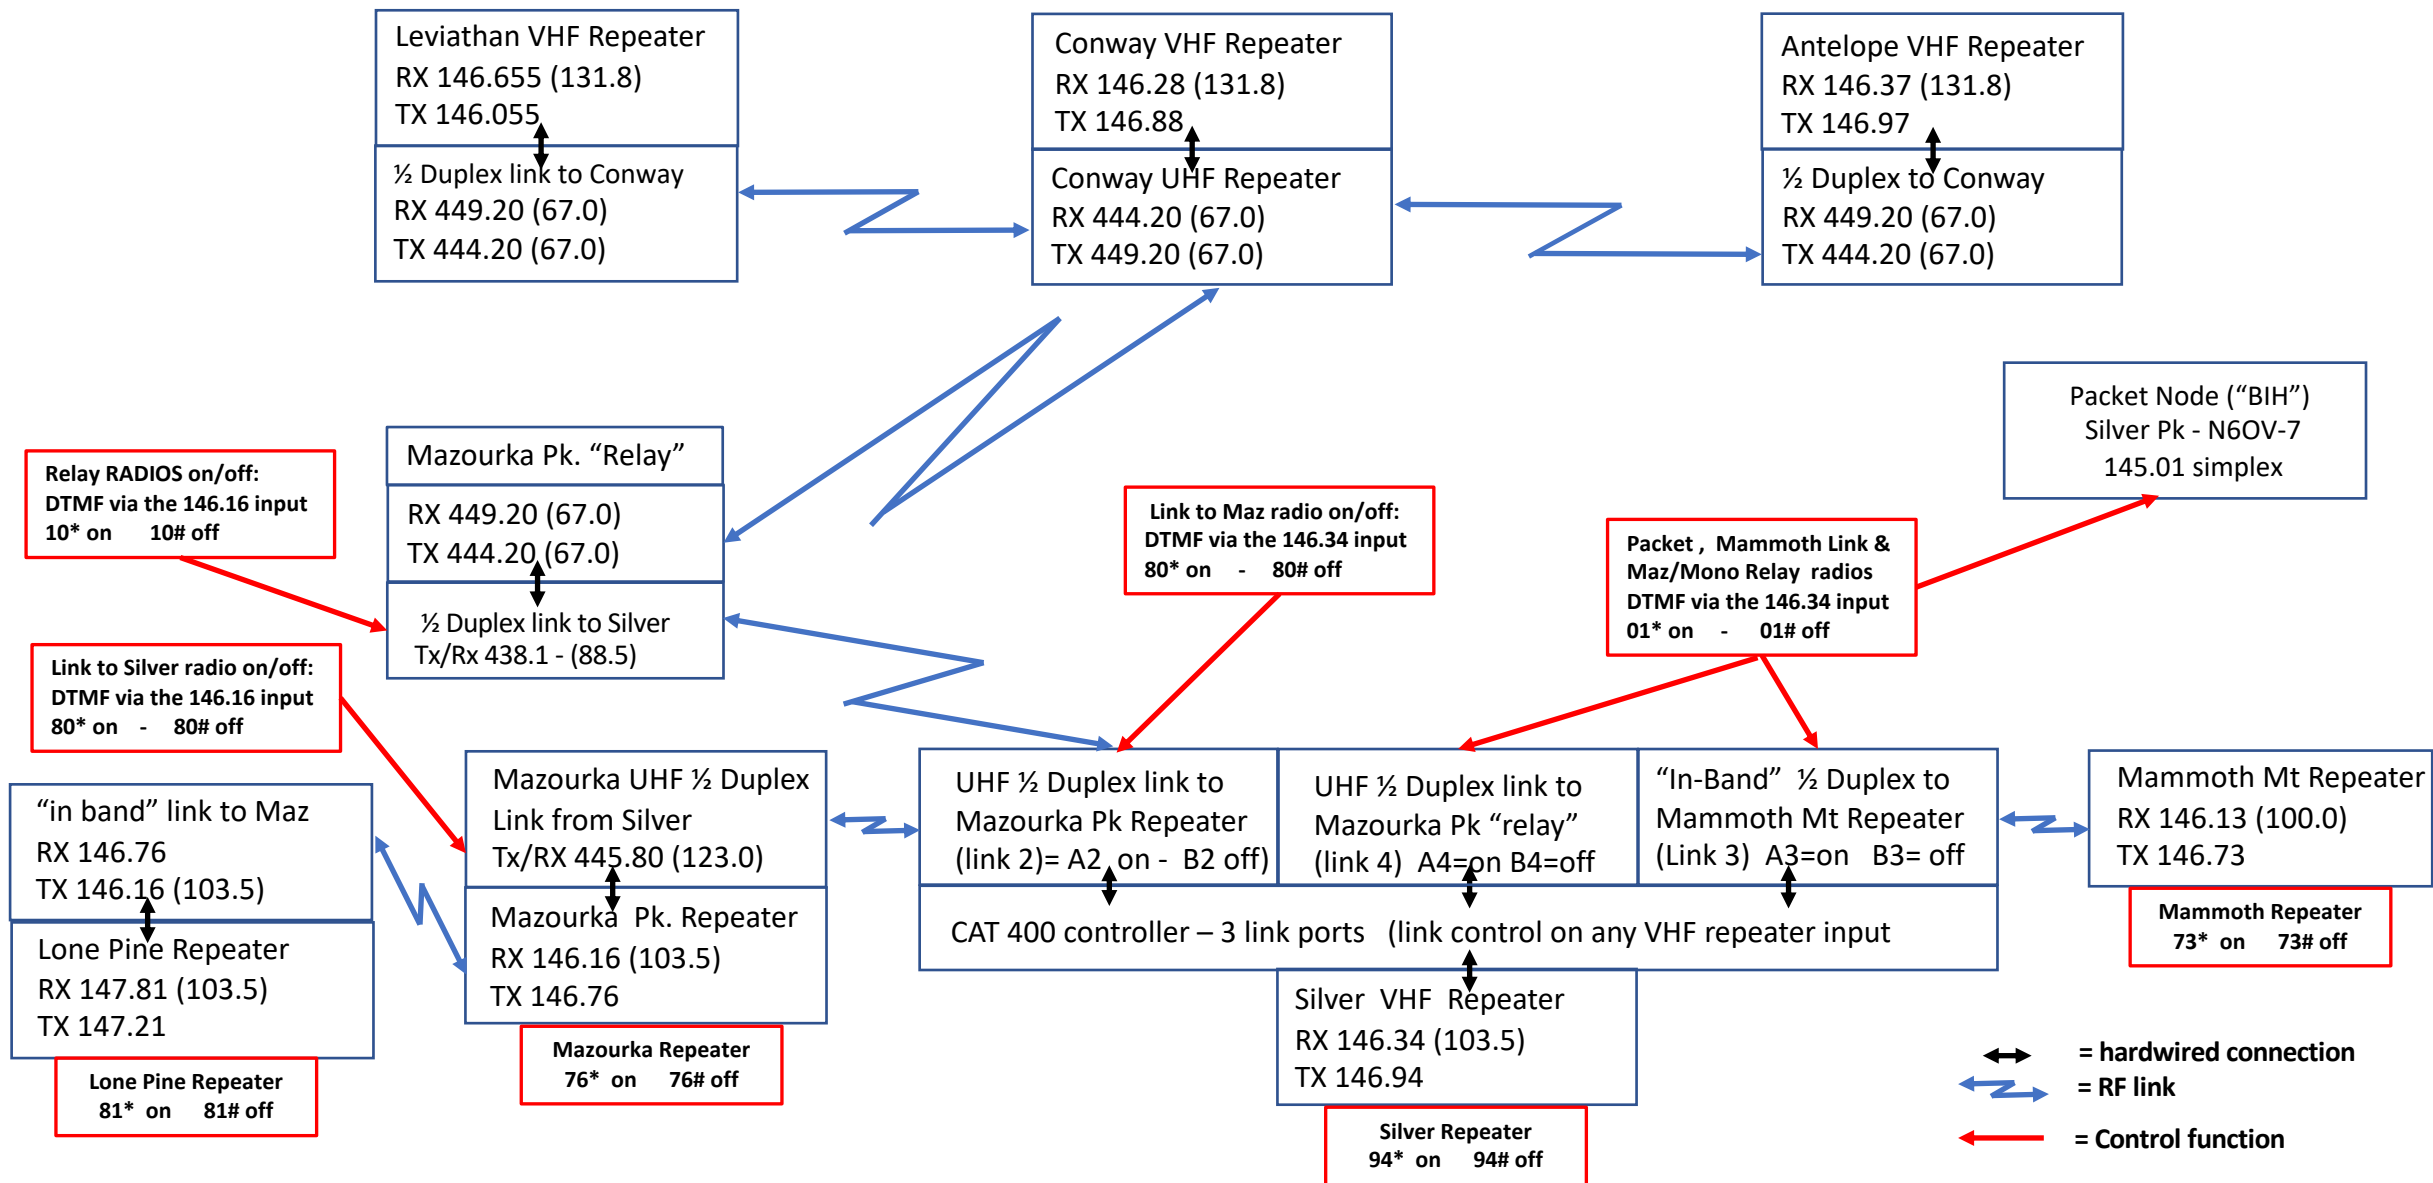 Leviathan VHF Repeater
RX 146.655 (131.8)
TX 146.055
½ Duplex link to Conway
RX 449.20 (67.0)
TX 444.20 (67.0)
Conway VHF Repeater
RX 146.28 (131.8)
TX 146.88
Conway UHF Repeater
RX 444.20 (67.0)
TX 449.20 (67.0)
Antelope VHF Repeater
RX 146.37 (131.8)
TX 146.97
½ Duplex to Conway
RX 449.20 (67.0)
TX 444.20 (67.0)
Packet Node (“BIH”)
Silver Pk - N6OV-7
145.01 simplex
Relay RADIOS on/off:
DTMF via the 146.16 input
10* on 10# off
Mazourka Pk. “Relay”
RX 449.20 (67.0)
TX 444.20 (67.0)
½ Duplex link to Silver
Tx/Rx 438.1 - (88.5)
Link to Maz radio on/off:
DTMF via the 146.34 input
80* on - 80# off
Packet , Mammoth Link &
Maz/Mono Relay radios
DTMF via the 146.34 input
01* on - 01# off
Link to Silver radio on/off:
DTMF via the 146.16 input
80* on - 80# off
“in band” link to Maz
RX 146.76
TX 146.16 (103.5)
Lone Pine Repeater
RX 147.81 (103.5)
TX 147.21
Lone Pine Repeater
81* on 81# off
Mazourka UHF ½ Duplex
Link from Silver
Tx/RX 445.80 (123.0)
Mazourka Pk. Repeater
RX 146.16 (103.5)
TX 146.76
Mazourka Repeater
76* on 76# off
UHF ½ Duplex link to
Mazourka Pk Repeater
(link 2)= A2 on - B2 off)
UHF ½ Duplex link to
Mazourka Pk “relay”
(link 4) A4=on B4=off
“In-Band” ½ Duplex to
Mammoth Mt Repeater
(Link 3) A3=on B3= off
CAT 400 controller – 3 link ports (link control on any VHF repeater input
Silver VHF Repeater
RX 146.34 (103.5)
TX 146.94
Silver Repeater
94* on 94# off
Mammoth Mt Repeater
RX 146.13 (100.0)
TX 146.73
Mammoth Repeater
73* on 73# off
= hardwired connection
= RF link
= Control function